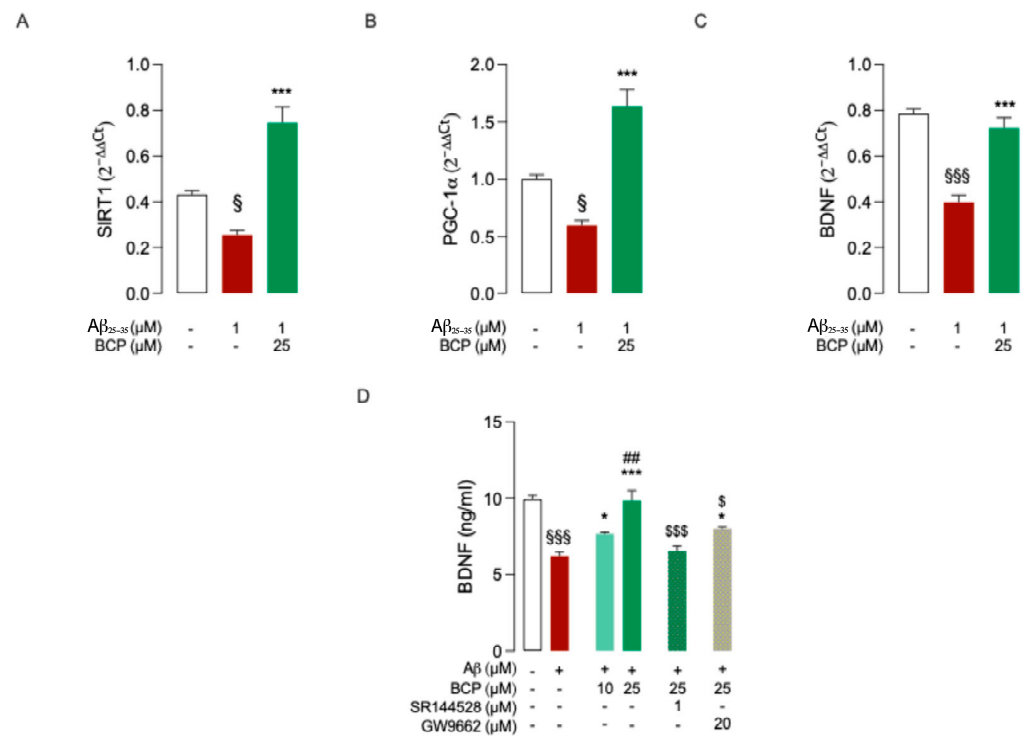 A
B
C
SIRT1 (2−ΔΔCt)
1.0
0.8
0.6
0.4
0.2
0.0
§
***
Aβ25-35 (μM) - 1 1
BCP (μM) - - 25
PGC-1α (2−ΔΔCt)
2.0
1.5
1.0
0.5
0.0
§
***
Aβ25-35 (μM) - 1 1
BCP (μM) - - 25
BDNF (2−ΔΔCt)
1.0
0.8
0.6
0.4
0.2
0.0
§§§
***
Aβ25-35 (μM) - 1 1
BCP (μM) - - 25
D
BDNF (ng/ml)
15
10
5
0
§§§
*
##
***
$$$
$
*
Aβ (μM) - + + + + +
BCP (μM) - - 10 25 25 25
SR144528 (μM) - - - - 1 -
GW9662 (μM) - - - - - 20